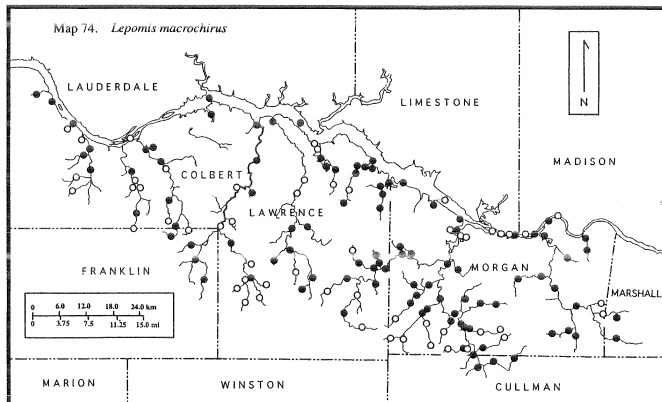 Map 74. Lepomis macrochirus
LAUDERDALE
LIMESTONE
N
MADISON
COLBERT
LAWRENCE
FRANKLIN
MORGAN
MARSHALL
0 6.0 12.0 18.0 24.0 km
0 3.75 7.5 11.25 15.0 mi
MARION
WINSTON
CULLMAN